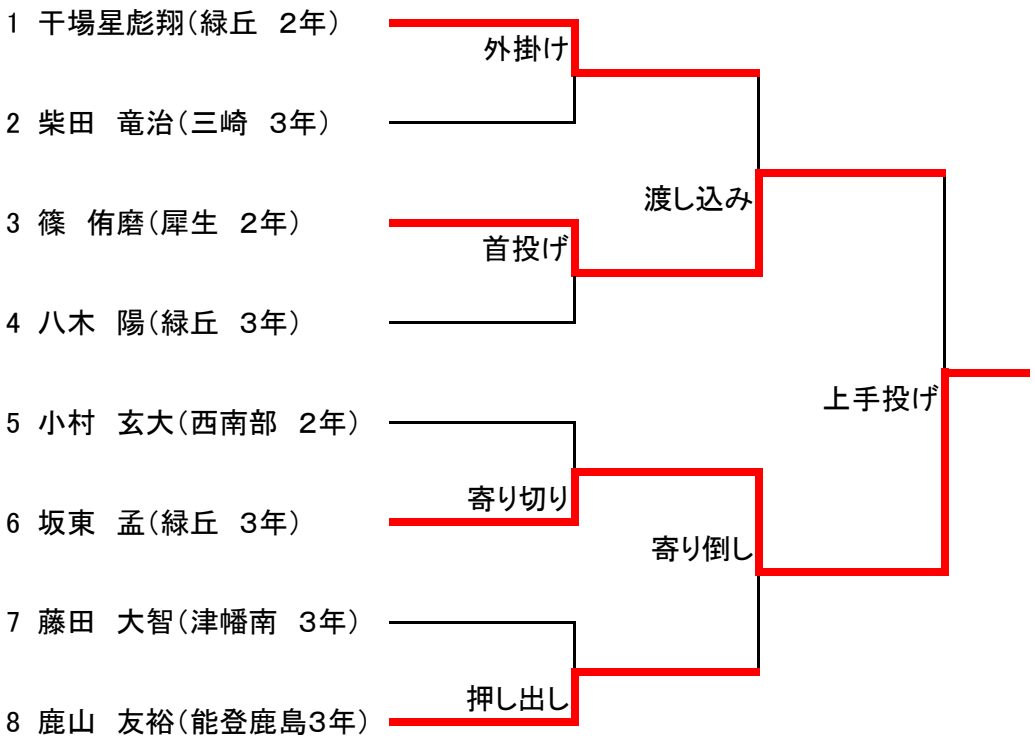 1 干場星彪翔(緑丘 2年)
外掛け
2 柴田 竜治(三崎 3年)
渡し込み
3 篠 侑磨(犀生 2年)
首投げ
4 八木 陽(緑丘 3年)
上手投げ
5 小村 玄大(西南部 2年)
寄り切り
6 坂東 孟(緑丘 3年)
寄り倒し
7 藤田 大智(津幡南 3年)
押し出し
8 鹿山 友裕(能登鹿島3年)